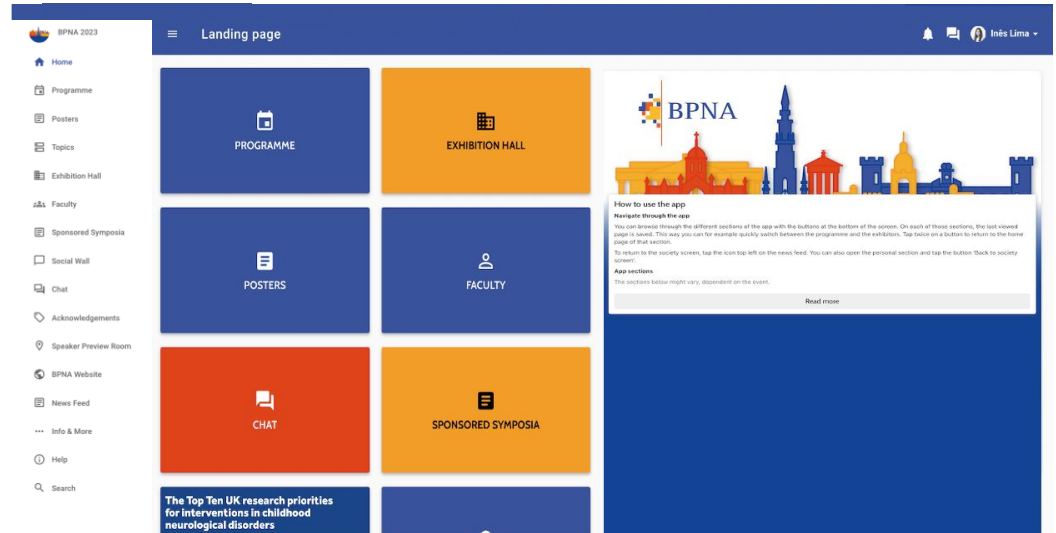 BPNA 2023
Landing page
Inês Lima
Home
Programme
Posters
Topics
Exhibition Hall
Faculty
Sponsored Symposia
Social Wall
Chat
Acknowledgements
Speaker Preview Room
BPNA Website
News Feed
Info & More
Help
Search
PROGRAMME
EXHIBITION HALL
POSTERS
FACULTY
CHAT
SPONSORED SYMPOSIA
The Top Ten UK research priorities
for interventions in childhood
neurological disorders
BPNA
How to use the app
Navigate through the app
You can browse through the different sections of the app with the buttons at the bottom of the screen. On each of those sections, the last viewed
page is saved. This way you can for example quickly switch between the programme and the exhibitors. Tap twice on a button to return to the home
page of that section.
To return to the society screen, tap the icon top left on the news feed. You can also open the personal section and tap the button 'Back to society
screen'.
App sections
The sections below might vary, dependent on the event.
Read more